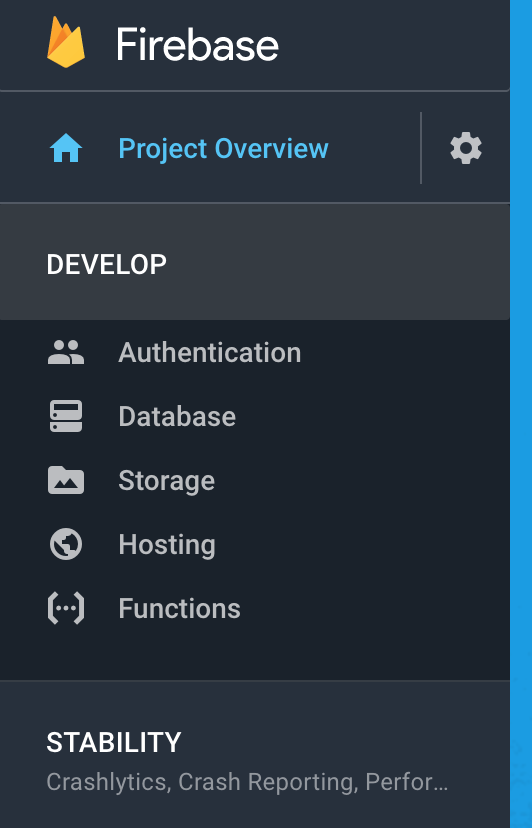 Firebase
Project Overview
DEVELOP
Authentication
Database
Storage
Hosting
Functions
STABILITY
Crashlytics, Crash Reporting, Perfor...